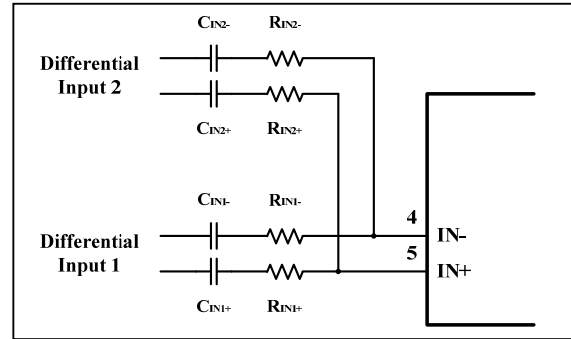 CIN2- RIN2-
Differential
Input 2
CIN2+ RIN2+
CIN1- RIN1-
4
IN-
Differential
Input 1
5
IN+
CIN1+ RIN1+